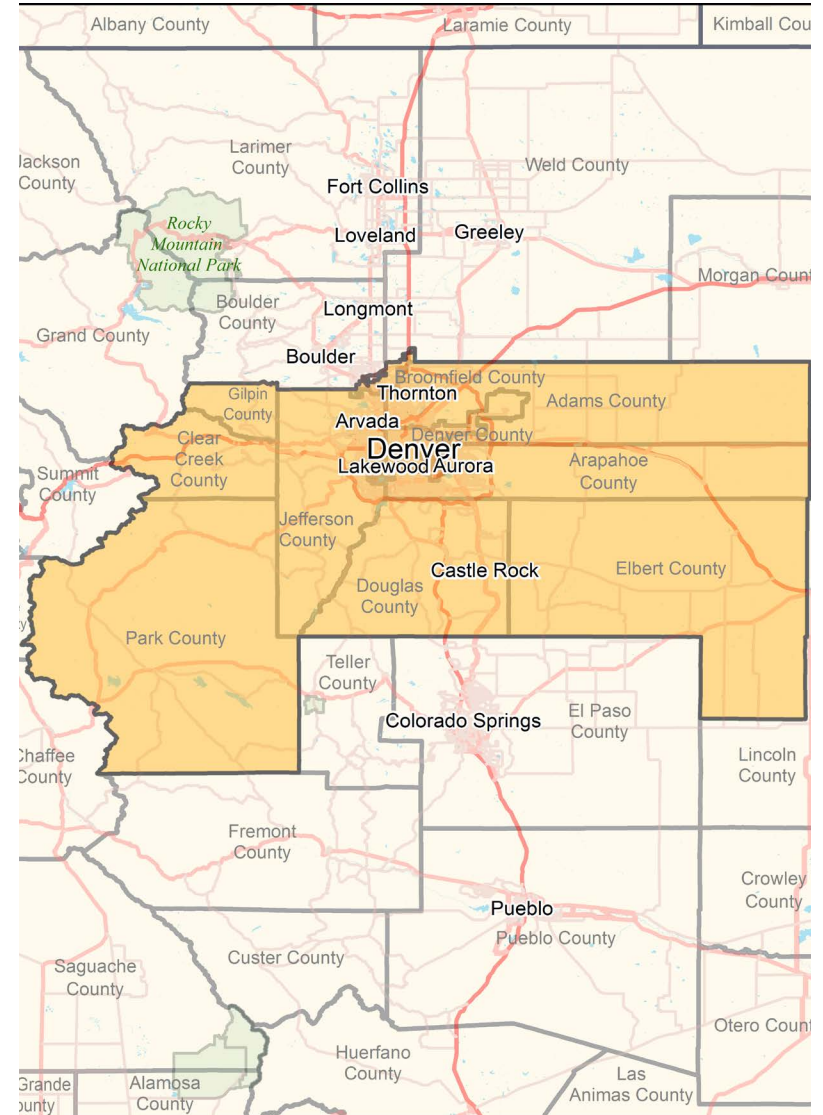 Albany County
Laramie County
Kimball Cou
Larimer
County
Jackson
County
Weld County
Fort Collins
Rocky
Mountain
National Park
Loveland
Greeley
Morgan Count
Boulder
County
Longmont
Grand County
Boulder
Broomfield County
Gilpin
County
Thornton
Adams County
Arvada
Denver County
Clear
Creek
County
Denver
Lakewood
Aurora
Arapahoe
County
Summit
County
Jefferson
County
Castle Rock
Elbert County
Douglas
County
Park County
Teller
County
Colorado Springs
El Paso
County
Chaffee
County
Lincoln
County
Fremont
County
Crowley
County
Pueblo
Pueblo County
Custer County
Saguache
County
Otero Count
Huerfano
County
Las
Animas County
Grande
ounty
Alamosa
County